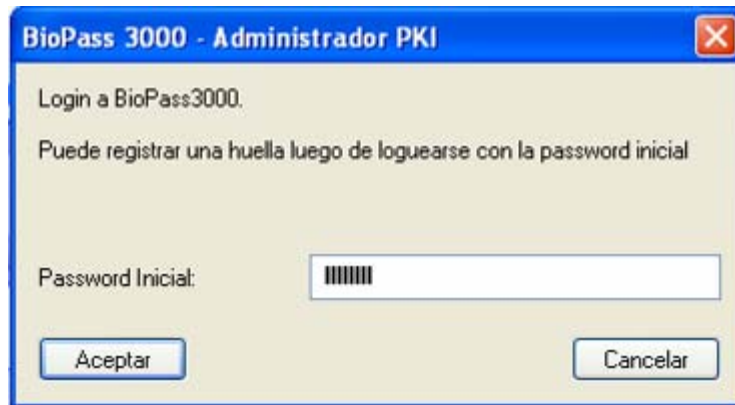 BioPass 3000 - Administrador PKI
Login a BioPass3000.
Puede registrar una huella luego de loguearse con la password inicial
Password Inicial:
Aceptar
Cancelar